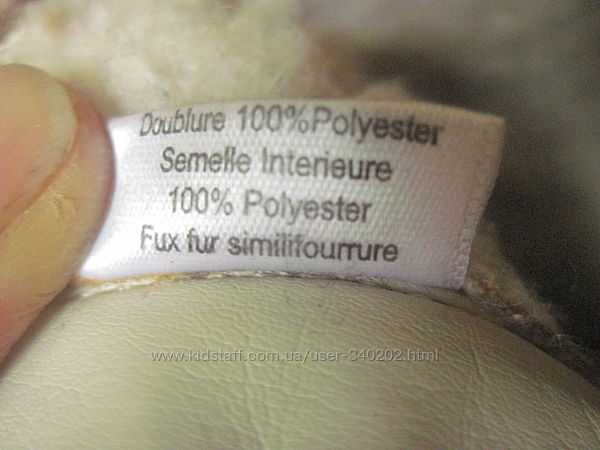 Doublure 100%Polyester
Semelle Interieure
100% Polyester
Fux fur similifourrure
www.kidstaff.com.ua/user-340202.html